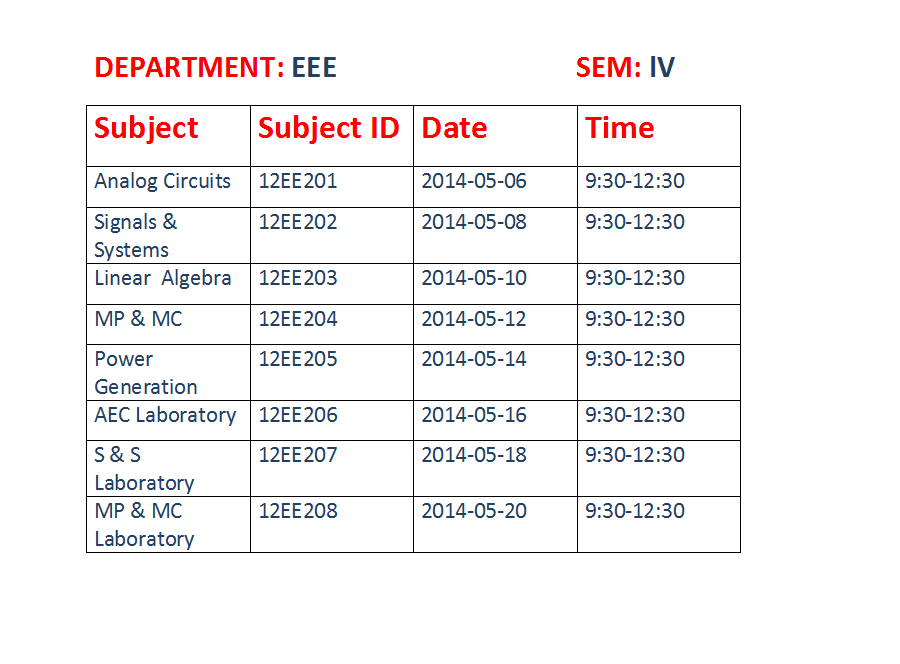 DEPARTMENT: EEE SEM: lV
Subject Subject ID Date Time
Analog Circuits 12EE201 2014-05-06 9:30-12:30
Signals & 12EE202 2014-05-08 9:30-12:30
Systems
Linear Algebra 12EE203 2014-05-10 9:30-12:30
MP & MC 12EE204 2014-05-12 9:30-12:30
Power 12EE205 2014-05-14 9:30-12:30
Generation
AEC Laboratory 12EE206 2014-05-16 9:30-12:30
S & S 12EE207 2014-05-18 9:30-12:30
Laboratory
MP & MC 12EE208 2014-05-20 9:30-12:30
Laboratory